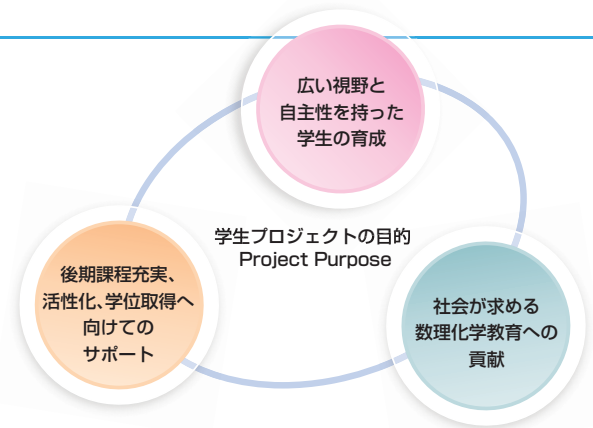 広い視野と
自主性を持った
学生の育成
学生プロジェクトの目的
Project Purpose
後期課程充実、
活性化、学位取得へ
向けての
サポート
社会が求める
数理化学教育への
貢献